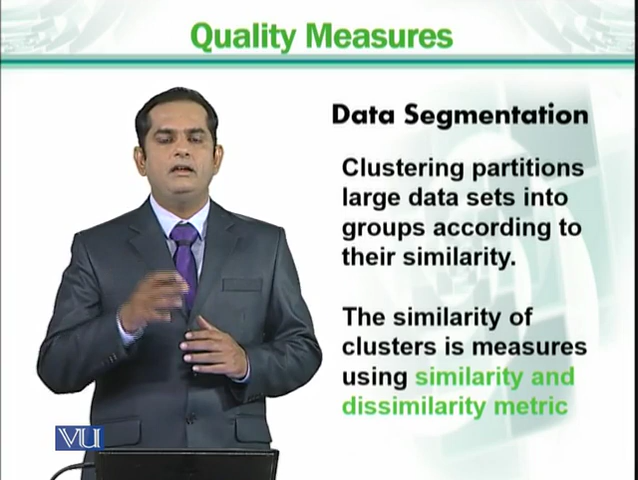 Quality Measures
Data Segmentation
Clustering partitions
large data sets into
groups according to
their similarity.
The similarity of
clusters is measures
using similarity and
dissimilarity metric
VU